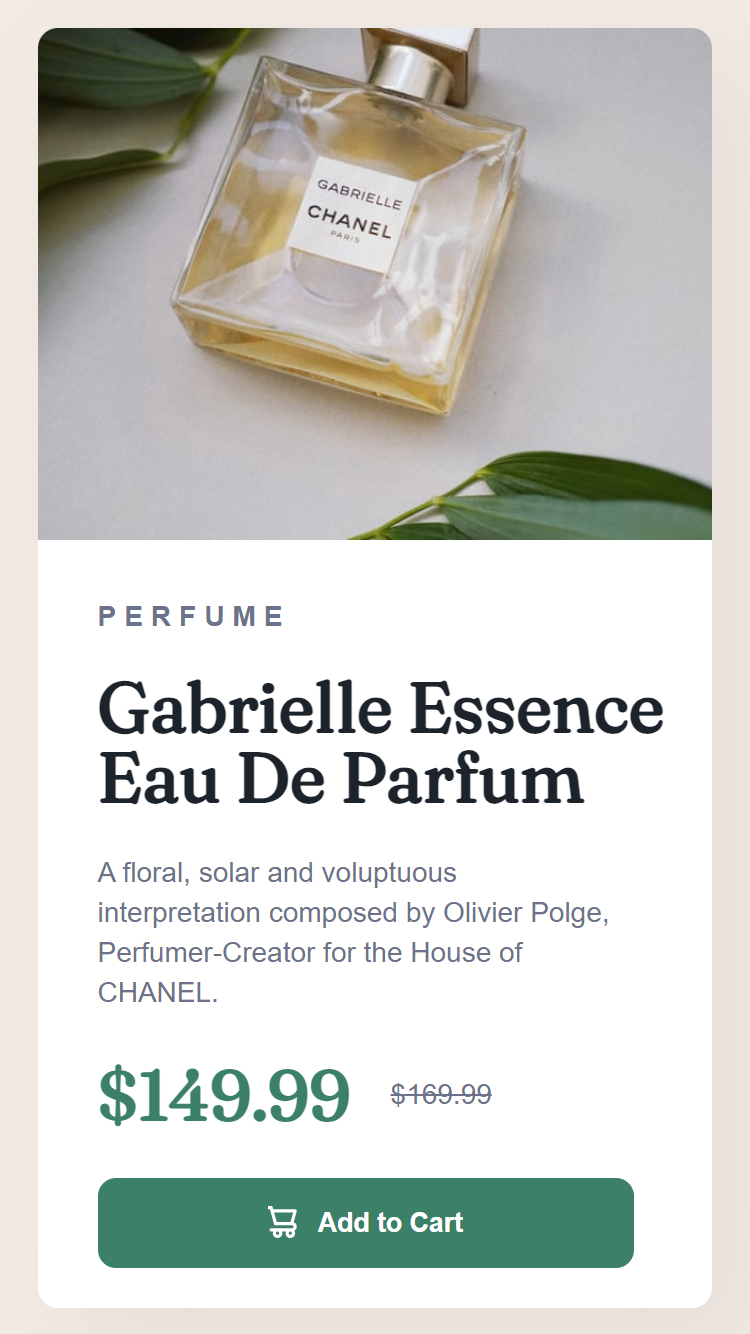 GABRIELLE
CHANEL
PARIS
PERFUME
Gabrielle Essence
Eau De Parfum
A floral, solar and voluptuous
interpretation composed by Olivier Polge,
Perfumer-Creator for the House of
CHANEL.
$149.99 $169.99
Add to Cart